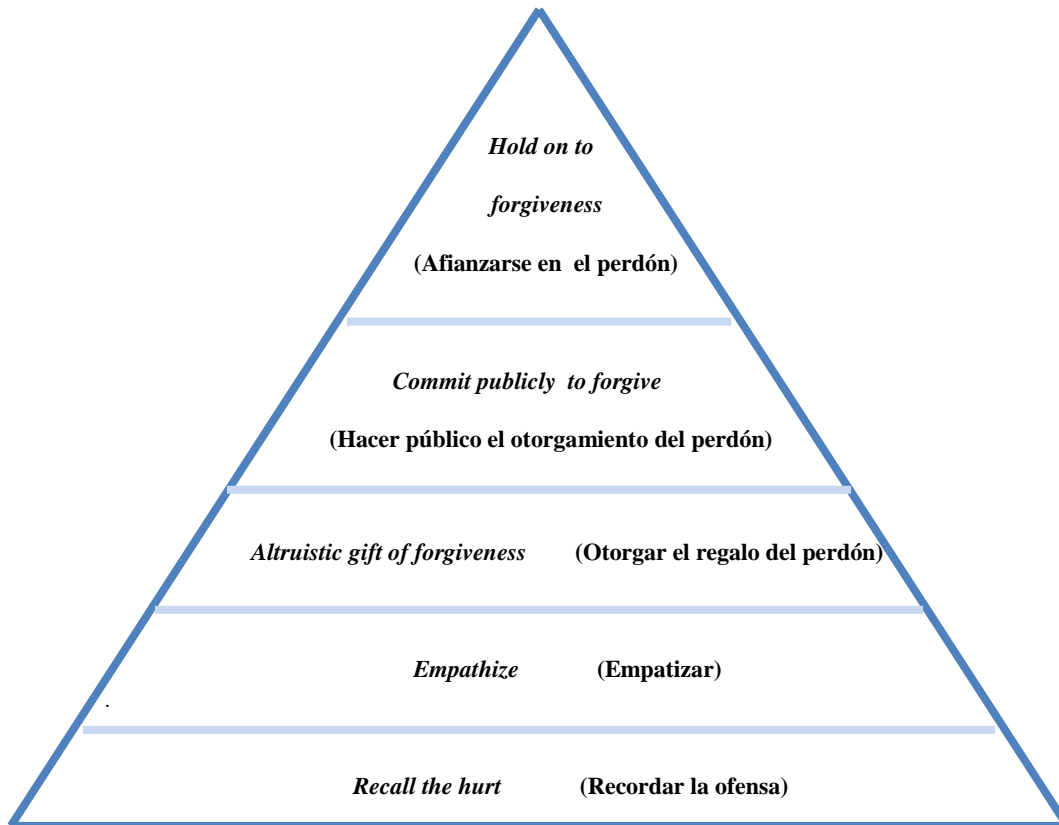 Hold on to
forgiveness
(Afianzarse en el perdón)
Commit publicly to forgive
(Hacer público el otorgamiento del perdón)
Altruistic gift of forgiveness (Otorgar el regalo del perdón)
Empathize (Empatizar)
.
Recall the hurt (Recordar la ofensa)